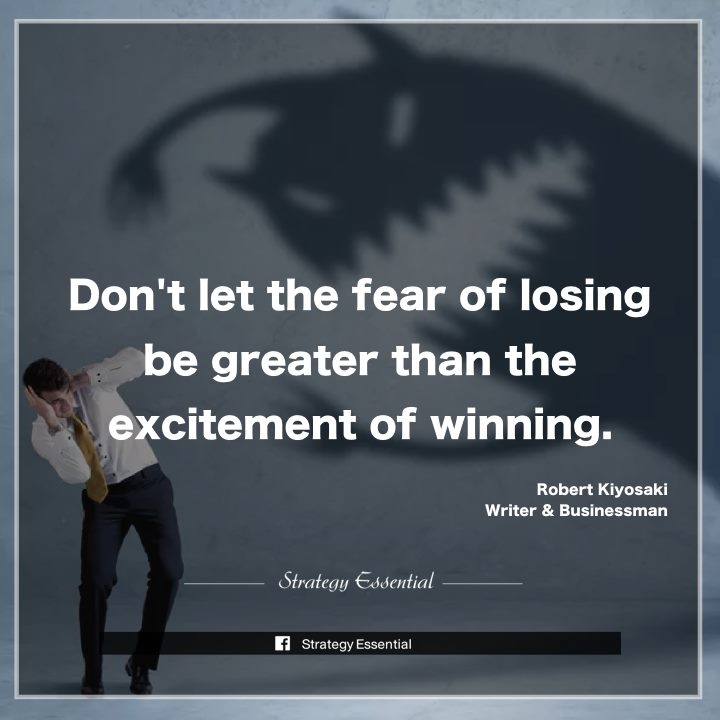 Don't let the fear of losing
be greater than the
excitement of winning.
Robert Kiyosaki
Writer & Businessman
Strategy Essential
Strategy Essential